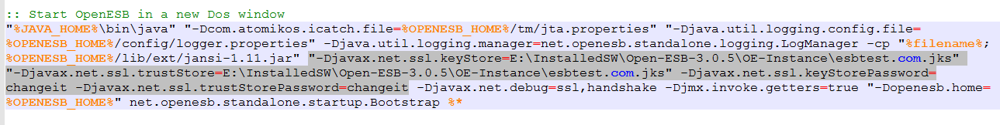 :: Start OpenESB in a new Dos window
"%JAVA_HOME%\bin\java" "-Dcom.atomikos.icatch.file=%OPENESB_HOME%/tm/jta.properties" "-Djava.util.logging.config.file=
%OPENESB_HOME%/config/logger.properties" -Djava.util.logging.manager=net.openesb.standalone.logging.LogManager -cp "%filename%;
%OPENESB_HOME%/lib/ext/jansi-1.11.jar" "-Djavax.net.ssl.keyStore=E:\InstalledSW\Open-ESB-3.0.5\OE-Instance\esbtest.com.jks"
"-Djavax.net.ssl.trustStore=E:\InstalledSW\Open-ESB-3.0.5\OE-Instance\esbtest.com.jks" -Djavax.net.ssl.keyStorePassword=
changeit -Djavax.net.ssl.trustStorePassword=changeit -Djavax.net.debug=ssl,handshake -Djmx.invoke.getters=true "-Dopenesb.home=
%OPENESB_HOME%" net.openesb.standalone.startup.Bootstrap %*